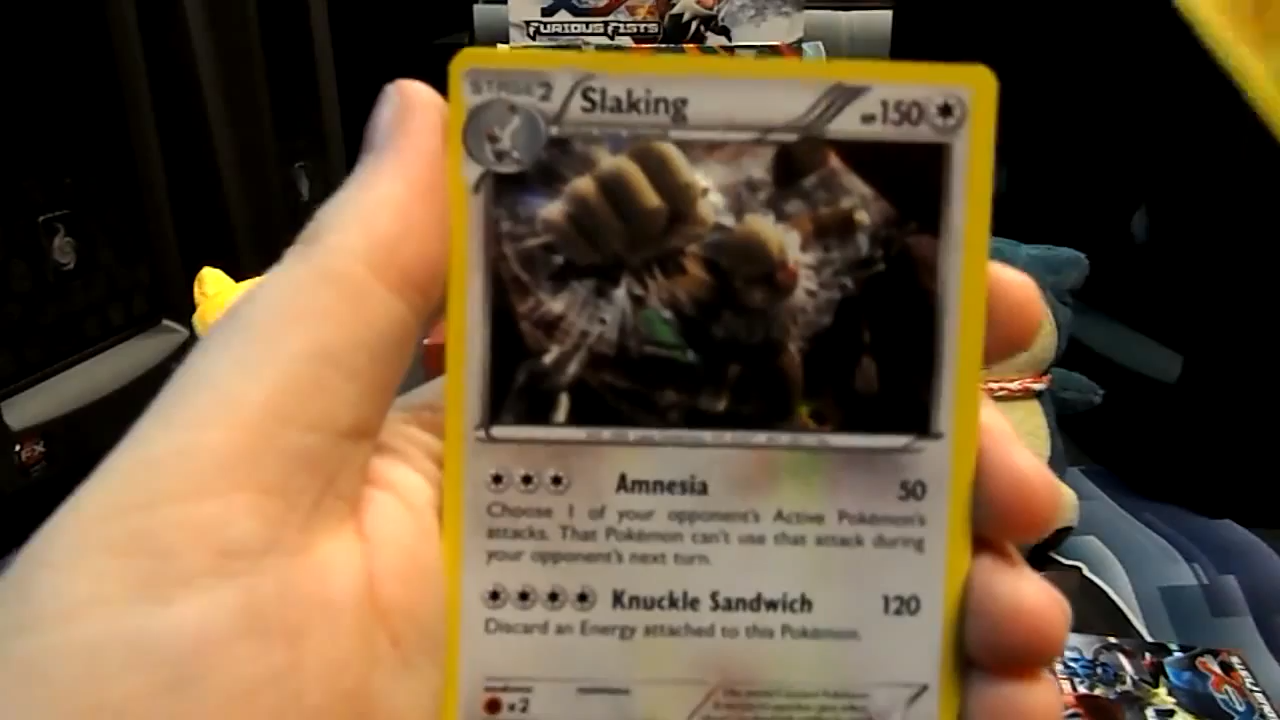 FURIOUS FISTS
STAGE 2 Slaking HP 150
Amnesia 50
Choose 1 of your opponent's Active Pokémon's
attacks. That Pokémon can't use that attack during
your opponent's next turn.
Knuckle Sandwich 120
Discard an Energy attached to this Pokémon.
×2